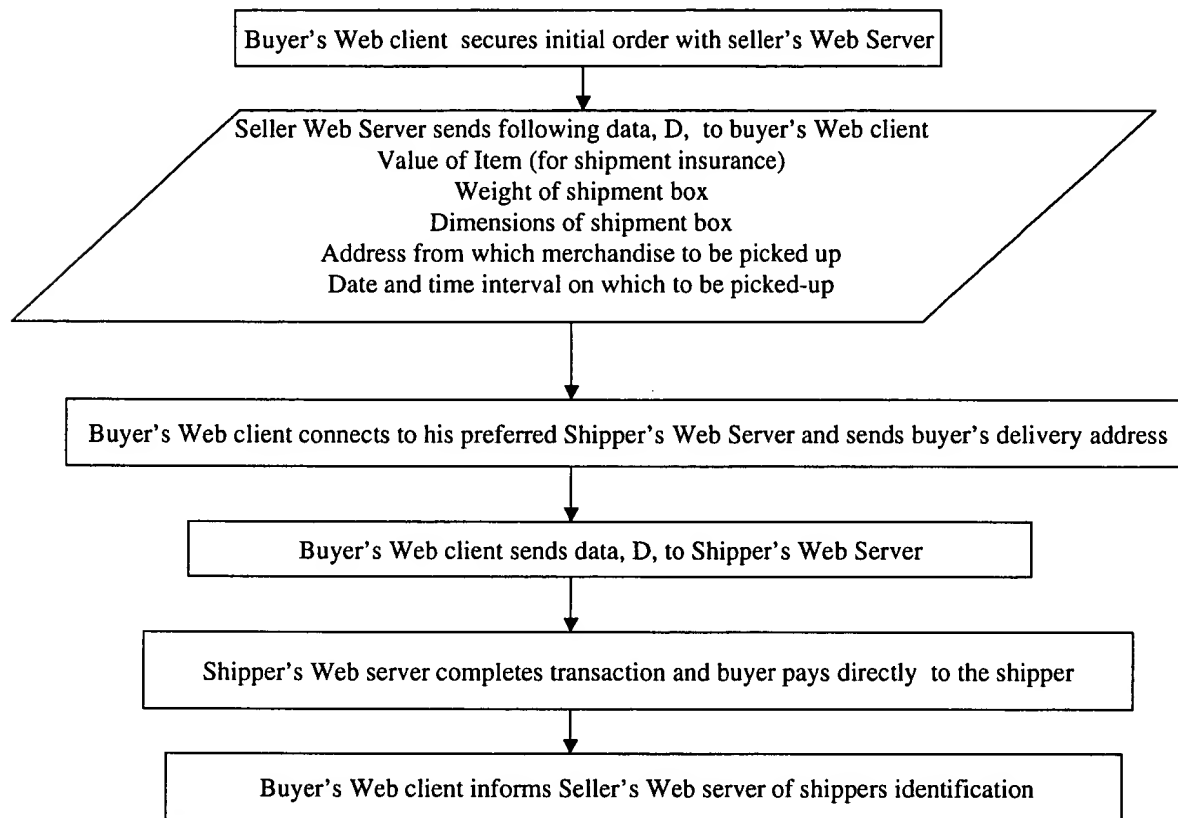 Buyer's Web client secures initial order with seller's Web Server
Seller Web Server sends following data, D, to buyer's Web client
Value of Item (for shipment insurance)
Weight of shipment box
Dimensions of shipment box
Address from which merchandise to be picked up
Date and time interval on which to be picked-up
Buyer's Web client connects to his preferred Shipper's Web Server and sends buyer's delivery address
Buyer's Web client sends data, D, to Shipper's Web Server
Shipper's Web server completes transaction and buyer pays directly to the shipper
Buyer's Web client informs Seller's Web server of shippers identification